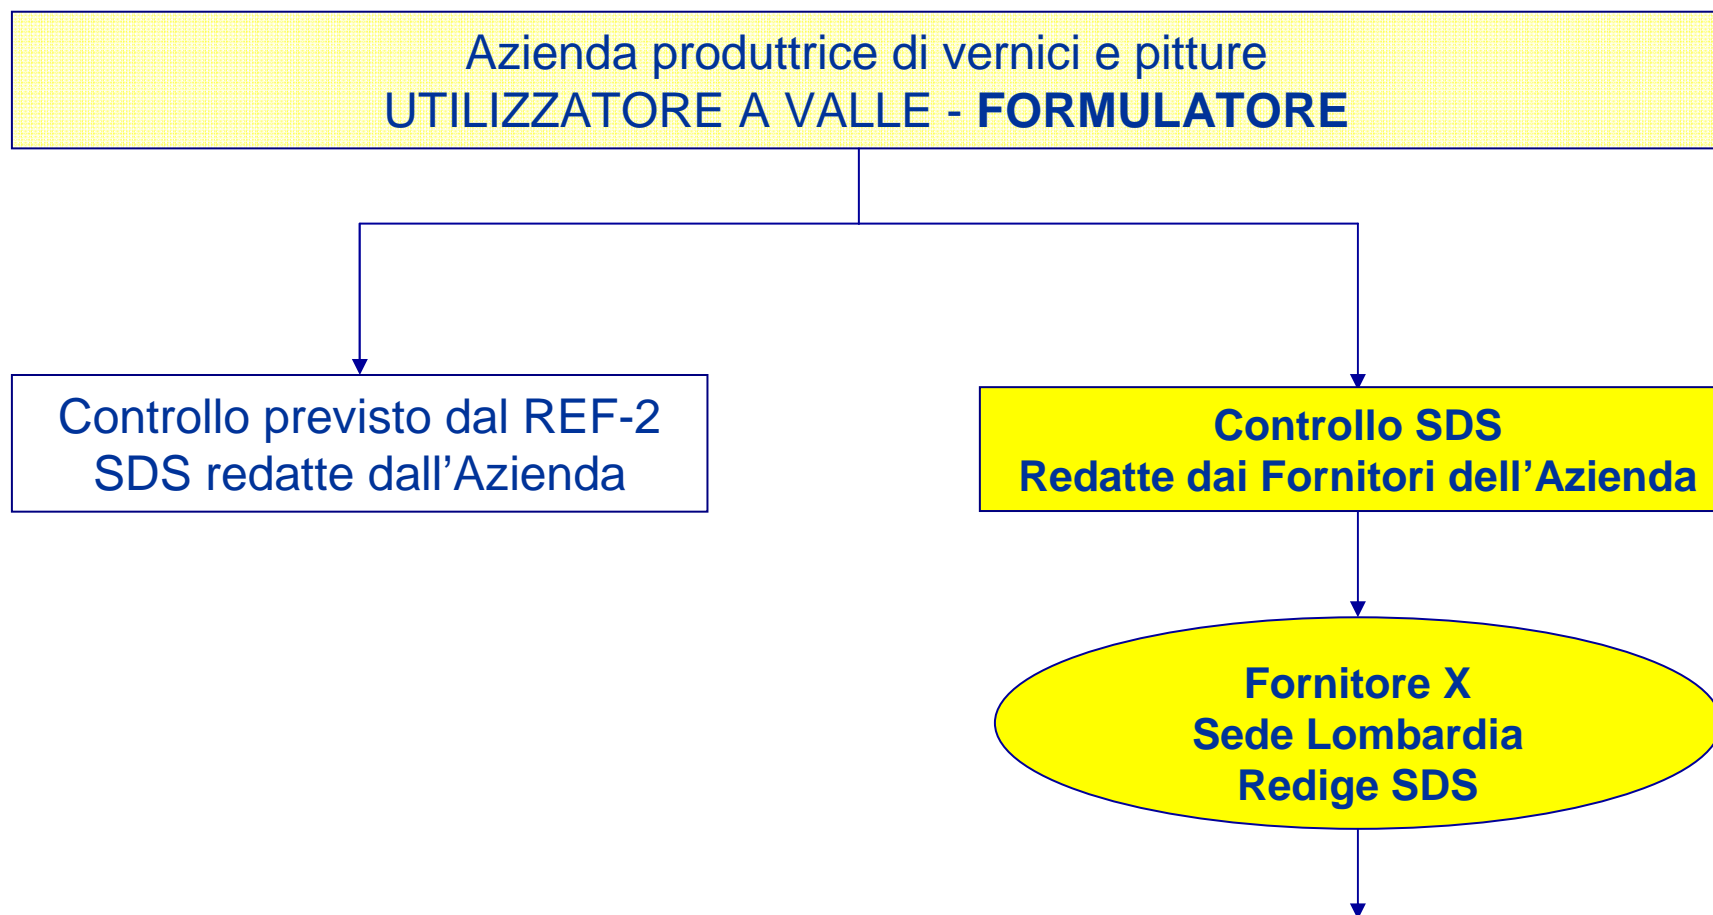 Azienda produttrice di vernici e pitture
UTILIZZATORE A VALLE - FORMULATORE
Controllo previsto dal REF-2
SDS redatte dall’Azienda
Controllo SDS
Redatte dai Fornitori dell’Azienda
Fornitore X
Sede Lombardia
Redige SDS